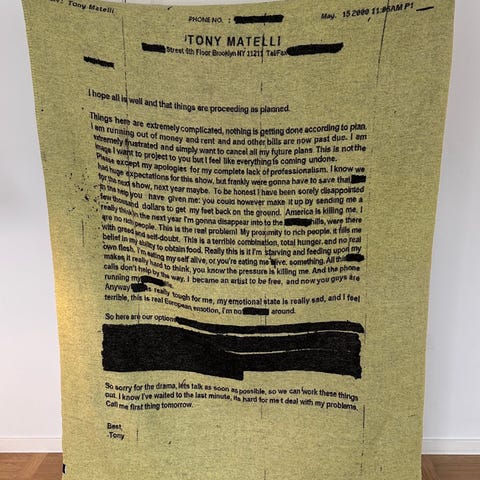 Tony Matelli
PHONE NO. :
May. 15 2000 11:05AM P1
TONY MATELLI
Street 6th Floor Brooklyn NY 11211 Tel/Fax
I hope all is well and that things are proceeding as planned.
Things here are extremely complicated, nothing is getting done according to plan.
I am running out of money and rent and and other bills are now past due. I am
extremely frustrated and simply want to cancel all my future plans This is not the
image I want to project to you but I feel like everything is coming undone.
Please except my apologies for my complete lack of professionalism. I know we
had huge expectations for this show, but frankly were gonna have to save that
for the next show, next year maybe. To be honest I have been sorely disappointed
in the help you have given me: you could however make it up by sending me a
few thousand dollars to get my feet back on the ground. America is killing me, I
really think in the next year I'm gonna disappear into the hills, were there
are no rich people. This is the real problem! My proximity to rich people, it fills me
with greed and self-doubt. This is a terrible combination, total hunger, and no real
belief in my ability to obtain food. Really this is it I'm starving and feeding upon my
own flesh, I'm eating my self alive, or you're eating me alive, something. All this
makes it really hard to think, you know the pressure is killing me. And the phone
calls don't help by the way. I became an artist to be free, and now you guys are
running my
Anyway is really tough for me, my emotional state is really sad, and I feel
terrible, this is real European emotion, I'm not around.
So here are our options
So sorry for the drama, lets talk as soon as possible, so we can work these things
out. I know I've waited to the last minute, its hard for me t deal with my problems.
Call me first thing tomorrow.
Best,
Tony